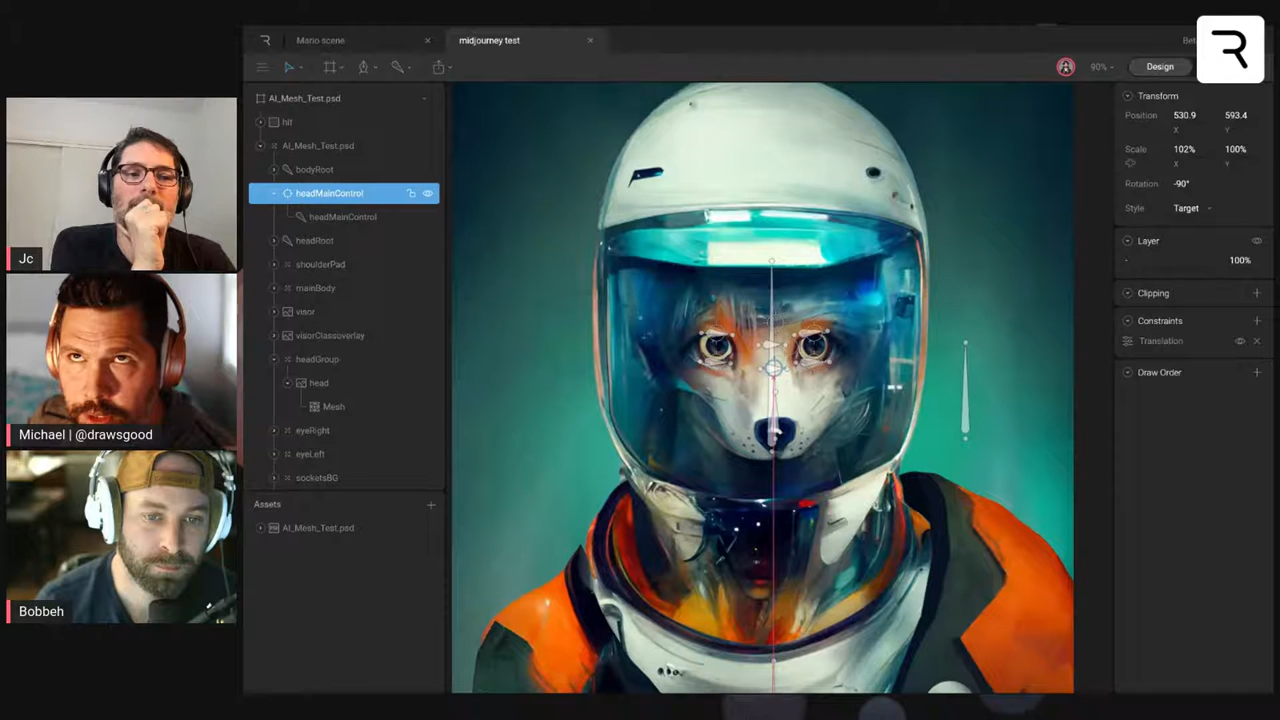 Mario scene
midjourney test
90%
Design
AI_Mesh_Test.psd
hit
AI_Mesh_Test.psd
bodyRoot
headMainControl
headMainControl
headRoot
shoulderPad
mainBody
visor
visorClassoverlay
headGroup
head
Mesh
eyeRight
eyeLeft
socketsBG
Assets
AI_Mesh_Test.psd
Transform
Position 530.9 593.4
X Y
Scale 102% 100%
X Y
Rotation -90°
Style Target
Layer
- 100%
Clipping
Constraints
Translation
Draw Order
Jc
Michael | @drawsgood
Bobbeh